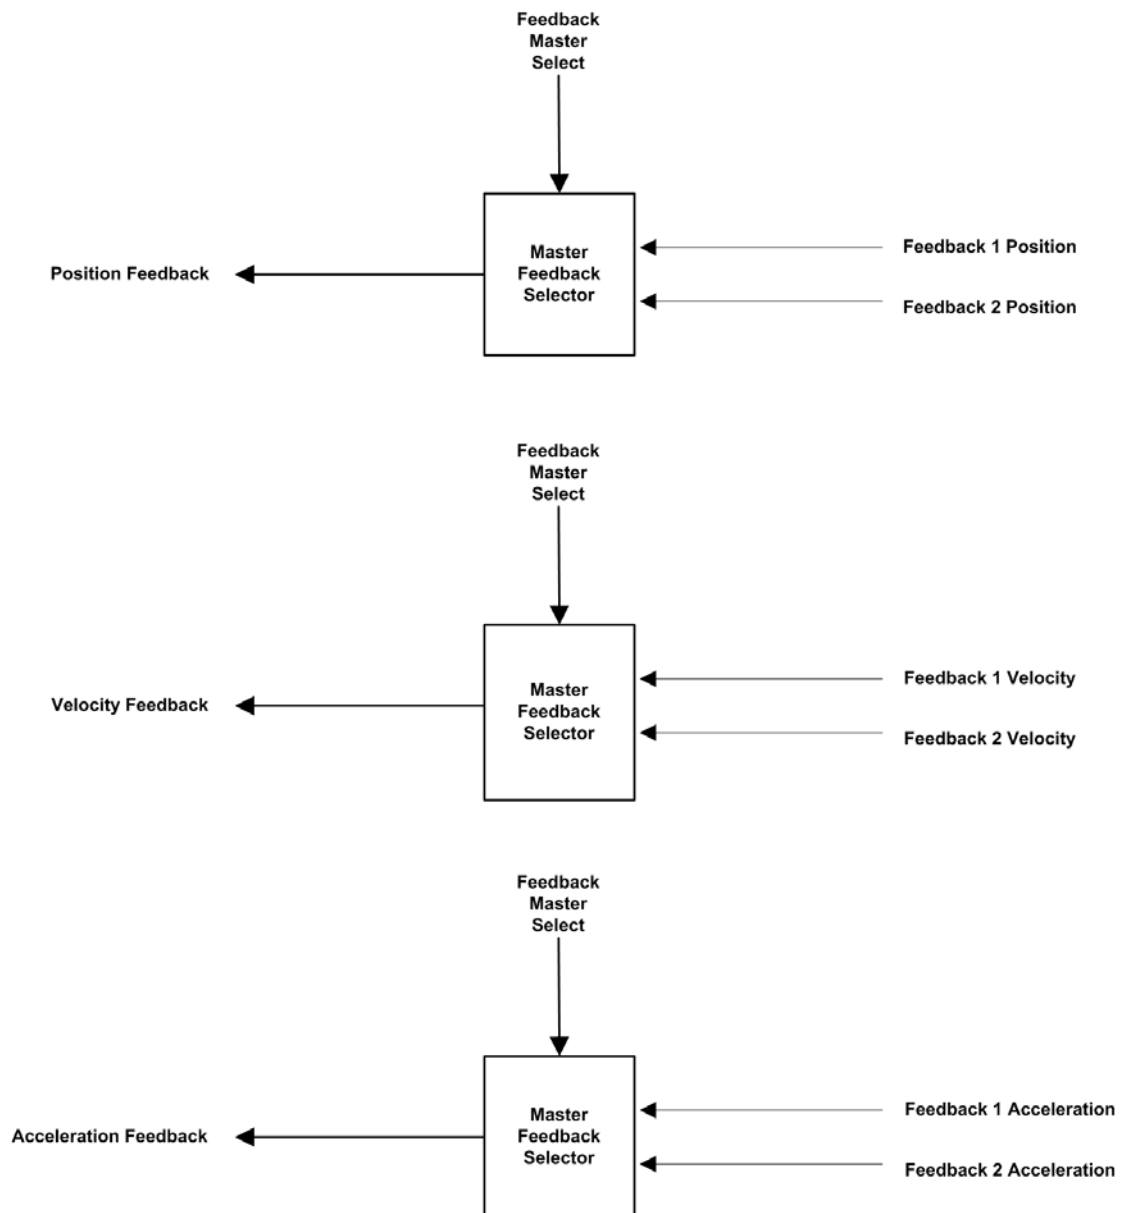 Feedback
Master
Select
Master
Feedback
Selector
Position Feedback
Feedback 1 Position
Feedback 2 Position
Feedback
Master
Select
Master
Feedback
Selector
Velocity Feedback
Feedback 1 Velocity
Feedback 2 Velocity
Feedback
Master
Select
Master
Feedback
Selector
Acceleration Feedback
Feedback 1 Acceleration
Feedback 2 Acceleration